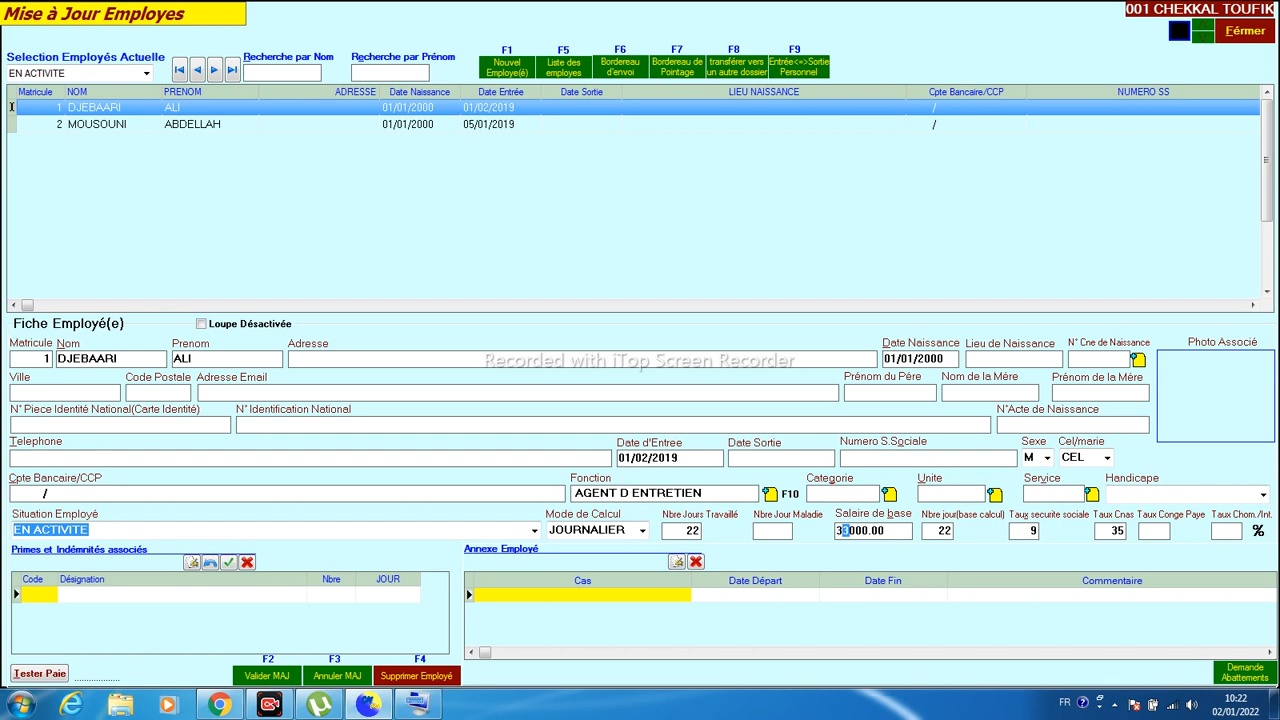 Mise à Jour Employes
001 CHEKKAL TOUFIK
Férmer
Selection Employés Actuelle
EN ACTIVITE
Recherche par Nom
Recherche par Prénom
F1 F5 F6 F7 F8 F9
Nouvel Employe(é)
Liste des employes
Bordereau d'envoi
Bordereau de Pointage
transférer vers un autre dossier
Entrée<=>Sortie Personnel
Matricule NOM PRENOM ADRESSE Date Naissance Date Entrée Date Sortie LIEU NAISSANCE Cpte Bancaire/CCP NUMERO SS
1 DJEBAARI ALI 01/01/2000 01/02/2019 /
2 MOUSOUNI ABDELLAH 01/01/2000 05/01/2019 /
Fiche Employé(e)
Loupe Désactivée
Matricule Nom Prenom Adresse Date Naissance Lieu de Naissance N° Cne de Naissance Photo Associé
1 DJEBAARI ALI 01/01/2000
Recorded with iTop Screen Recorder
Ville Code Postale Adresse Email Prénom du Pére Nom de la Mére Prénom de la Mére
N° Piece Identité National(Carte Identité) N° Identification National N°Acte de Naissance
Telephone Date d'Entree Date Sortie Numero S.Sociale Sexe Cel/marie
01/02/2019 M CEL
Cpte Bancaire/CCP Fonction Categorie Unite Service Handicape
/ AGENT D ENTRETIEN F10
Situation Employé Mode de Calcul Nbre Jours Travaillé Nbre Jour Maladie Salaire de base Nbre jour(base calcul) Taux securite sociale Taux Cnas Taux Conge Paye Taux Chom./Int.
EN ACTIVITE JOURNALIER 22 33000.00 22 9 35 %
Primes et Indémnités associés
Annexe Employé
Code Désignation Nbre JOUR
Cas Date Départ Date Fin Commentaire
F2 F3 F4
Tester Paie
Valider MAJ Annuler MAJ Supprimer Employé
Demande Abattements
FR
10:22
02/01/2022